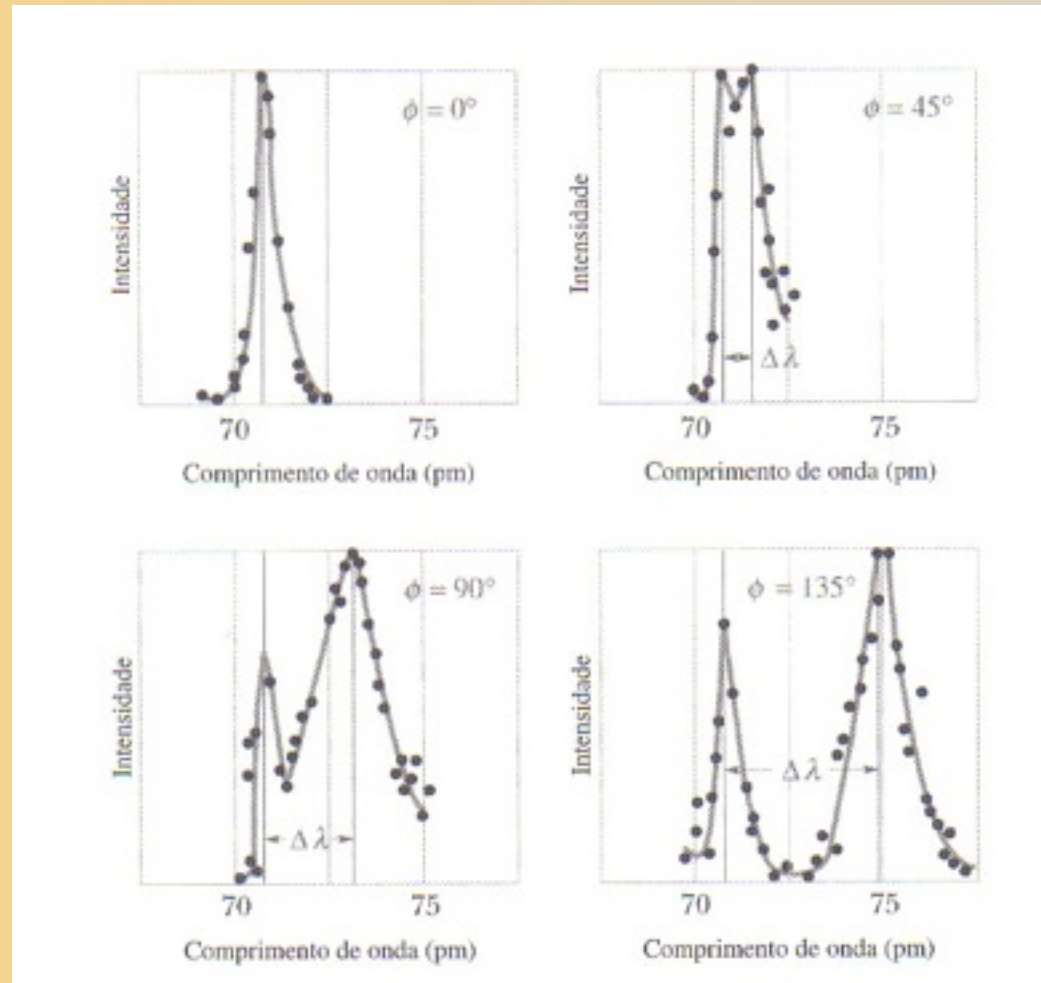 ϕ = 0°
Intensidade
70 75
Comprimento de onda (pm)
ϕ = 45°
Intensidade
Δλ
70 75
Comprimento de onda (pm)
ϕ = 90°
Intensidade
Δλ
70 75
Comprimento de onda (pm)
ϕ = 135°
Intensidade
Δλ
70 75
Comprimento de onda (pm)